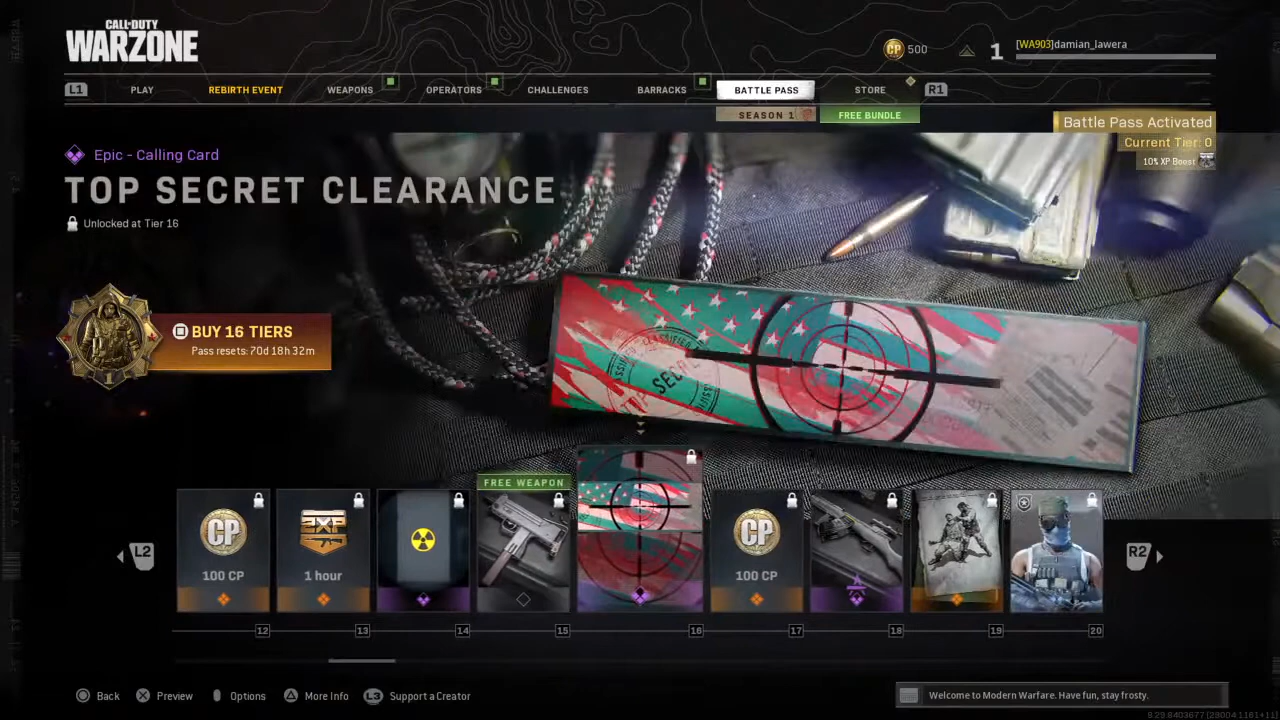 CALL OF DUTY
WARZONE
CP 500
1
[WA903]damian_lawera
L1
PLAY
REBIRTH EVENT
WEAPONS
OPERATORS
CHALLENGES
BARRACKS
BATTLE PASS
STORE
R1
SEASON 1
FREE BUNDLE
Battle Pass Activated
Current Tier: 0
10% XP Boost
Epic - Calling Card
TOP SECRET CLEARANCE
Unlocked at Tier 16
BUY 16 TIERS
Pass resets: 70d 18h 32m
I
FREE WEAPON
L2
CP
100 CP
2XP
1 hour
CP
100 CP
R2
12
13
14
15
16
17
18
19
20
Back
Preview
Options
More Info
L3
Support a Creator
Welcome to Modern Warfare. Have fun, stay frosty.